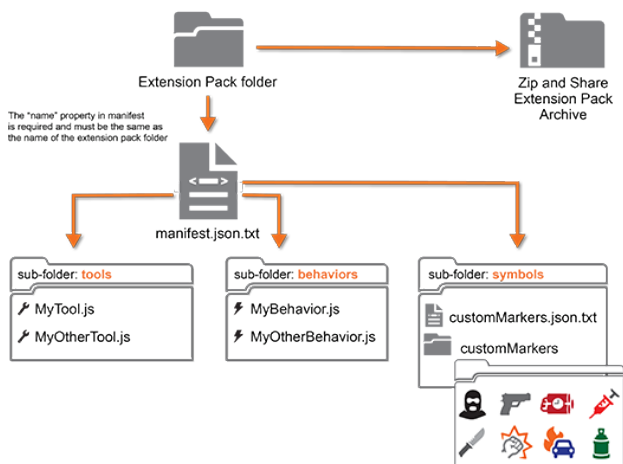 Extension Pack folder
Zip and Share
Extension Pack
Archive
The "name" property in manifest
is required and must be the same as
the name of the extension pack folder
manifest.json.txt
sub-folder: tools
MyTool.js
MyOtherTool.js
sub-folder: behaviors
MyBehavior.js
MyOtherBehavior.js
sub-folder: symbols
customMarkers.json.txt
customMarkers